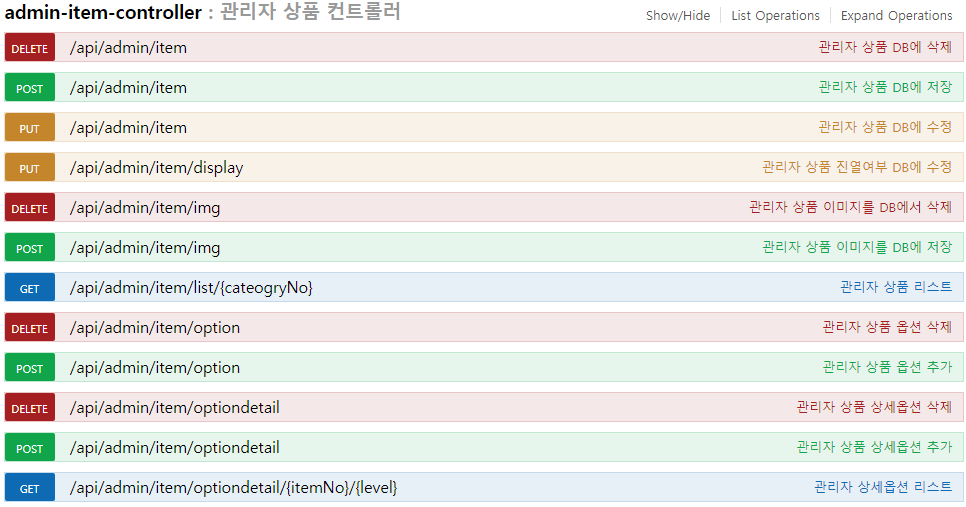 admin-item-controller : 관리자 상품 컨트롤러 Show/Hide List Operations Expand Operations
DELETE /api/admin/item 관리자 상품 DB에 삭제
POST /api/admin/item 관리자 상품 DB에 저장
PUT /api/admin/item 관리자 상품 DB에 수정
PUT /api/admin/item/display 관리자 상품 진열여부 DB에 수정
DELETE /api/admin/item/img 관리자 상품 이미지를 DB에서 삭제
POST /api/admin/item/img 관리자 상품 이미지를 DB에 저장
GET /api/admin/item/list/{cateogryNo} 관리자 상품 리스트
DELETE /api/admin/item/option 관리자 상품 옵션 삭제
POST /api/admin/item/option 관리자 상품 옵션 추가
DELETE /api/admin/item/optiondetail 관리자 상품 상세옵션 삭제
POST /api/admin/item/optiondetail 관리자 상품 상세옵션 추가
GET /api/admin/item/optiondetail/{itemNo}/{level} 관리자 상세옵션 리스트